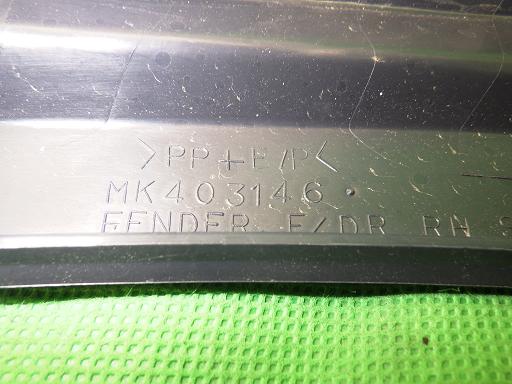 >PP+E/P<
MK403146
FENDER F/DR RH